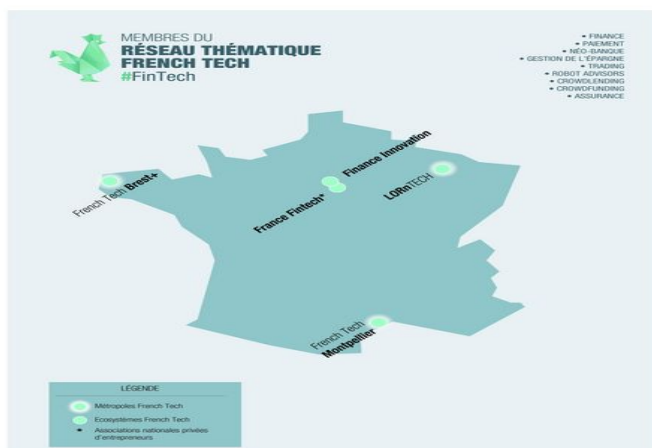 MEMBRES DU
RÉSEAU THÉMATIQUE
FRENCH TECH
#FinTech
• FINANCE
• PAIEMENT
• NÉO-BANQUE
• GESTION DE L'ÉPARGNE
• TRADING
• ROBOT ADVISORS
• CROWDLENDING
• CROWDFUNDING
• ASSURANCE
Finance Innovation
French Tech Brest+
France Fintech*
LORnTECH
French Tech
Montpellier
LÉGENDE
Métropoles French Tech
Ecosystèmes French Tech
* Associations nationales privées
d'entrepreneurs